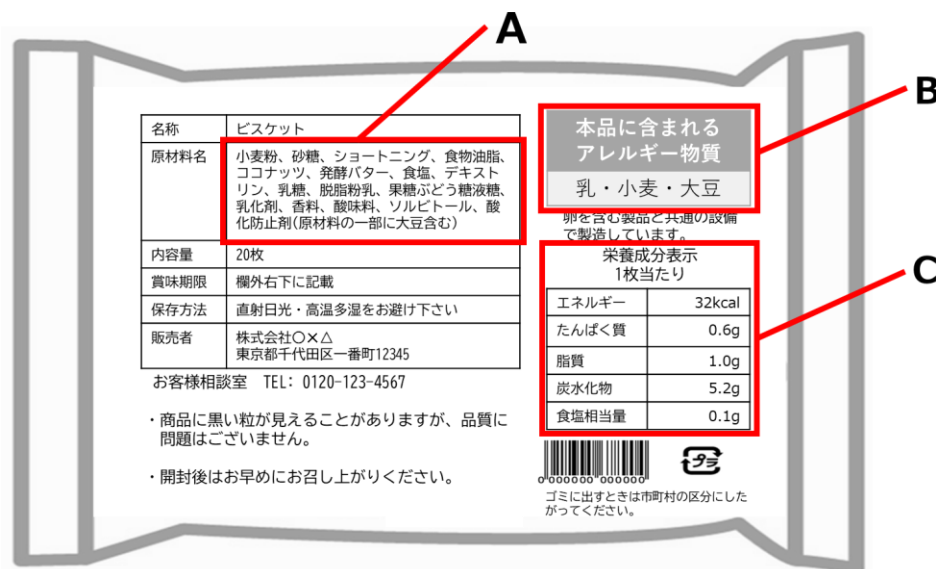 A
B
C
名称 ビスケット
原材料名 小麦粉、砂糖、ショートニング、食物油脂、
ココナッツ、発酵バター、食塩、デキスト
リン、乳糖、脱脂粉乳、果糖ぶどう糖液糖、
乳化剤、香料、酸味料、ソルビトール、酸
化防止剤(原材料の一部に大豆含む)
内容量 20枚
賞味期限 欄外右下に記載
保存方法 直射日光・高温多湿をお避け下さい
販売者 株式会社○×△
東京都千代田区一番町12345
お客様相談室 TEL: 0120-123-4567
・商品に黒い粒が見えることがありますが、品質に
問題はございません。
・開封後はお早めにお召し上がりください。
本品に含まれる
アレルギー物質
乳・小麦・大豆
卵を含む製品と共通の設備
で製造しています。
栄養成分表示
1枚当たり
エネルギー 32kcal
たんぱく質 0.6g
脂質 1.0g
炭水化物 5.2g
食塩相当量 0.1g
0 000000 000000
プラ
ゴミに出すときは市町村の区分にした
がってください。